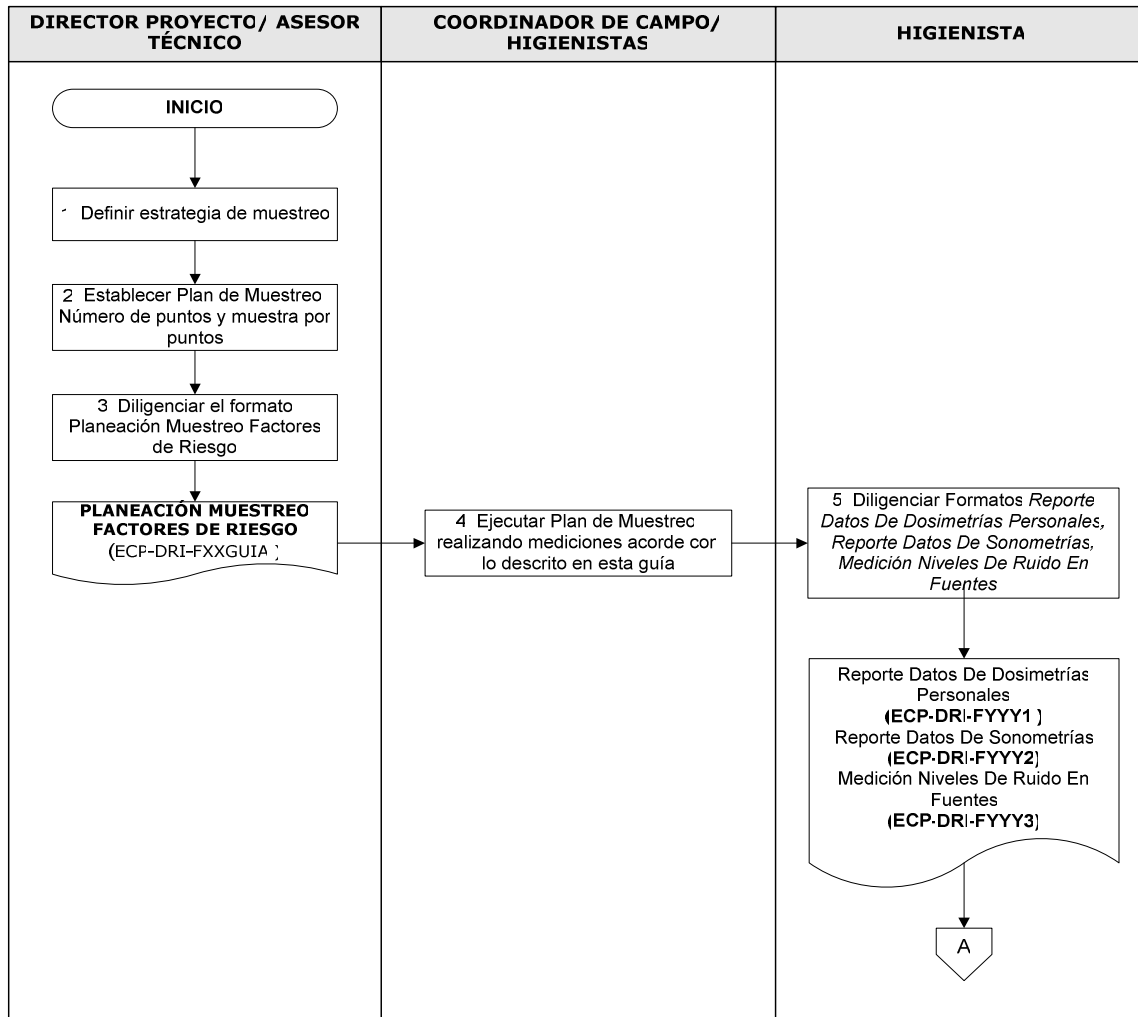 DIRECTOR PROYECTO/ ASESOR
TÉCNICO
COORDINADOR DE CAMPO/
HIGIENISTAS
HIGIENISTA
INICIO
1 Definir estrategia de muestreo
2 Establecer Plan de Muestreo
Número de puntos y muestra por
puntos
3 Diligenciar el formato
Planeación Muestreo Factores
de Riesgo
PLANEACIÓN MUESTREO
FACTORES DE RIESGO
(ECP-DRI-FXXGUIA )
4 Ejecutar Plan de Muestreo
realizando mediciones acorde con
lo descrito en esta guía
5 Diligenciar Formatos Reporte
Datos De Dosimetrías Personales,
Reporte Datos De Sonometrías,
Medición Niveles De Ruido En
Fuentes
Reporte Datos De Dosimetrías
Personales
(ECP-DRI-FYYY1 )
Reporte Datos De Sonometrías
(ECP-DRI-FYYY2)
Medición Niveles De Ruido En
Fuentes
(ECP-DRI-FYYY3)
A